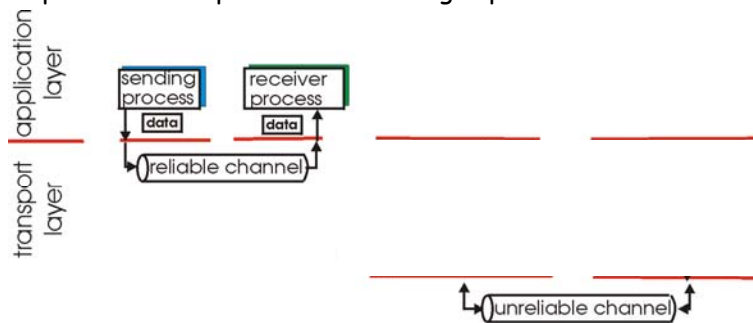 application
layer
sending
process
receiver
process
data
data
reliable channel
transport
layer
unreliable channel